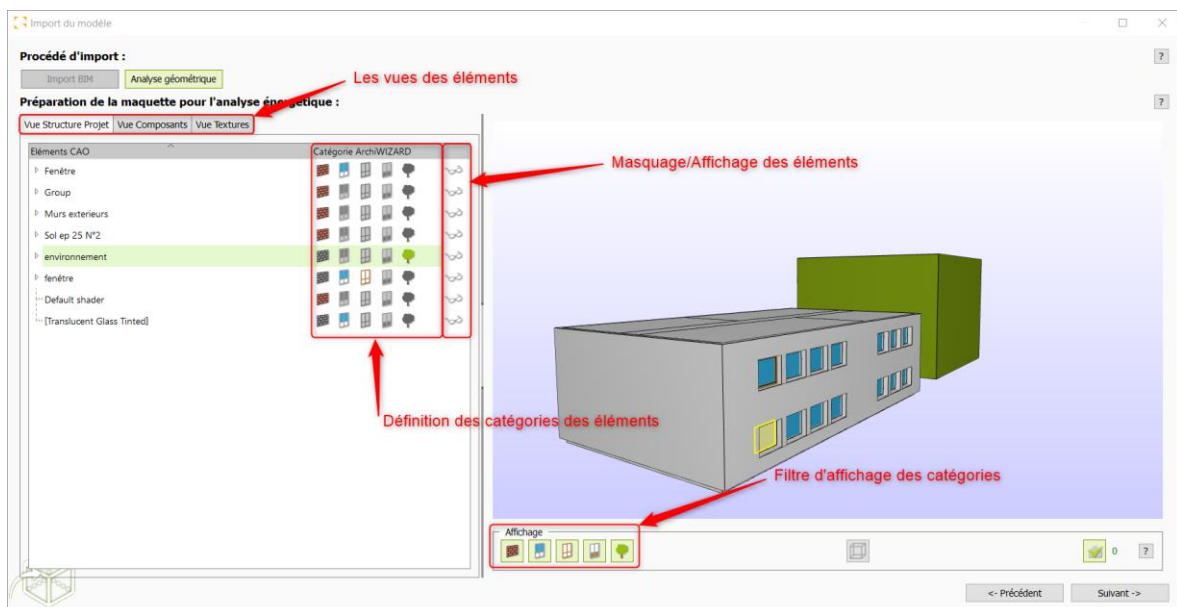 Import du modèle
Procédé d'import :
?
Import BIM
Analyse géométrique
Les vues des éléments
Préparation de la maquette pour l'analyse énergétique :
?
Vue Structure Projet
Vue Composants
Vue Textures
Eléments CAO
Catégorie ArchiWIZARD
Masquage/Affichage des éléments
Fenêtre
Group
Murs exterieurs
Sol ep 25 N°2
environnement
fenêtre
Default shader
[Translucent Glass Tinted]
Définition des catégories des éléments
Filtre d'affichage des catégories
Affichage
0
?
<- Précédent
Suivant ->